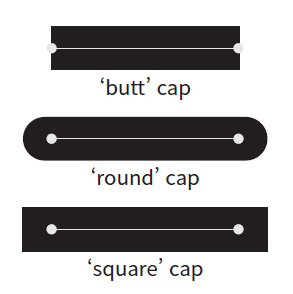 ‘butt’ cap
‘round’ cap
‘square’ cap